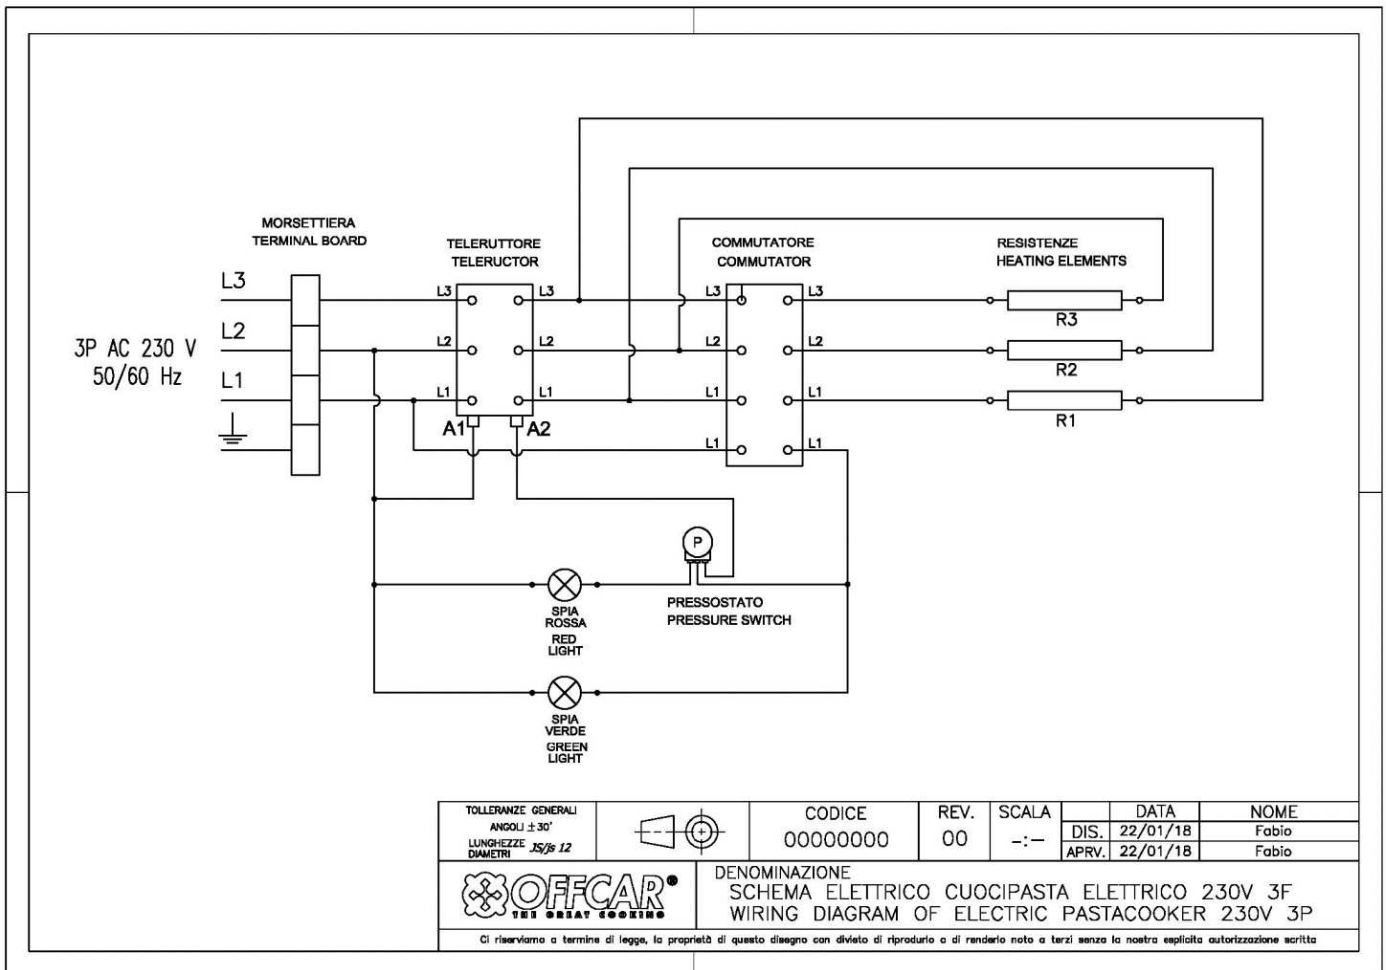 MORSETTIERA
TERMINAL BOARD
TELERUTTORE
TELERUCTOR
COMMUTATORE
COMMUTATOR
RESISTENZE
HEATING ELEMENTS
L3
L3
L3
L3
L3
R3
L2
L2
L2
L2
L2
R2
3P AC 230 V
50/60 Hz
L1
L1
L1
L1
L1
R1
A1
A2
L1
L1
P
PRESSOSTATO
PRESSURE SWITCH
SPIA
ROSSA
RED
LIGHT
SPIA
VERDE
GREEN
LIGHT
TOLLERANZE GENERALI
ANGOLI ±30'
LUNGHEZZE
DIAMETRI JS/js 12
CODICE
00000000
REV.
00
SCALA
-:-
DATA NOME
DIS. 22/01/18 Fabio
APRV. 22/01/18 Fabio
OFFCAR®
THE GREAT COOKING
DENOMINAZIONE
SCHEMA ELETTRICO CUOCIPASTA ELETTRICO 230V 3F
WIRING DIAGRAM OF ELECTRIC PASTACOOKER 230V 3P
Ci riserviamo a termine di legge, la proprietà di questo disegno con divieto di riprodurlo o di renderlo noto a terzi senza la nostra esplicita autorizzazione scritta